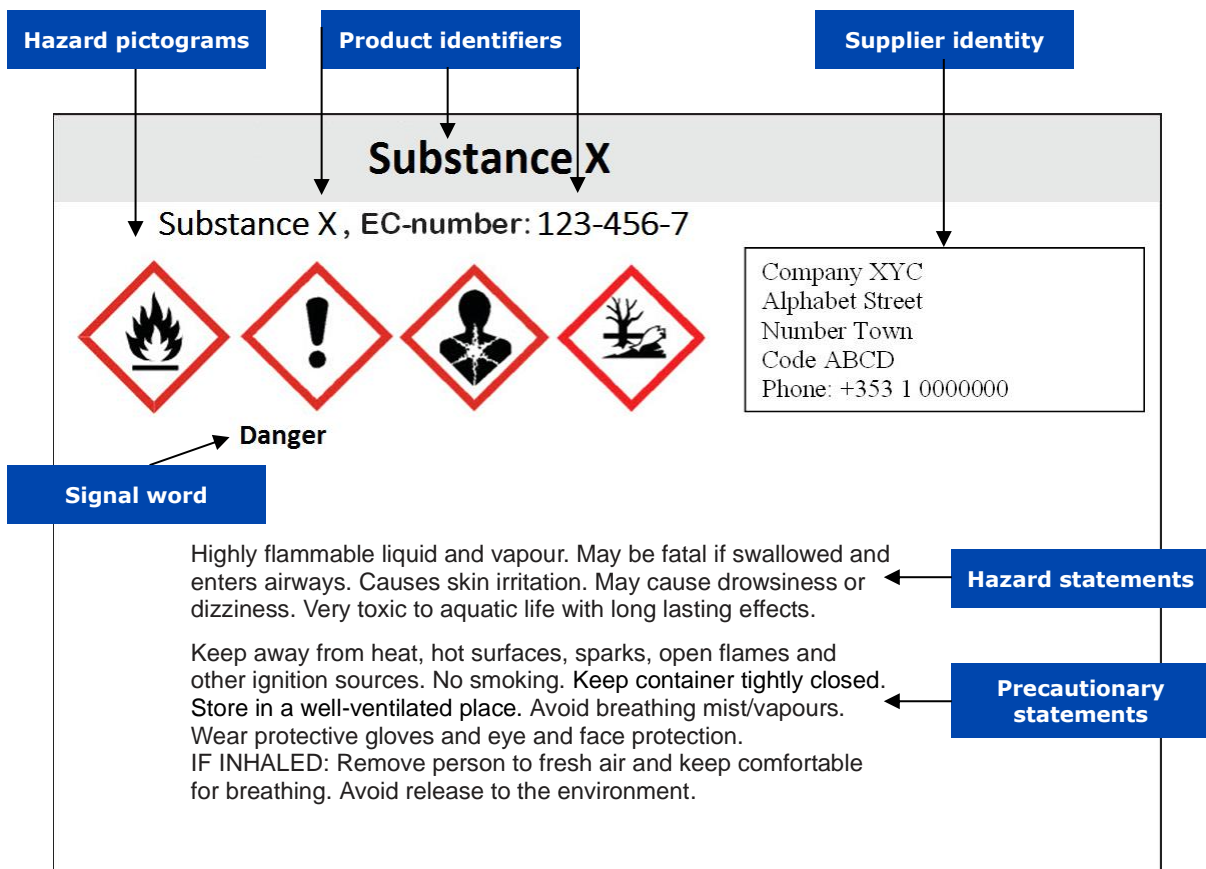 Hazard pictograms
Product identifiers
Supplier identity
Substance X
Substance X, EC-number: 123-456-7
Company XYC
Alphabet Street
Number Town
Code ABCD
Phone: +353 1 0000000
Danger
Signal word
Highly flammable liquid and vapour. May be fatal if swallowed and
enters airways. Causes skin irritation. May cause drowsiness or
dizziness. Very toxic to aquatic life with long lasting effects.
Hazard statements
Keep away from heat, hot surfaces, sparks, open flames and
other ignition sources. No smoking. Keep container tightly closed.
Store in a well-ventilated place. Avoid breathing mist/vapours.
Wear protective gloves and eye and face protection.
IF INHALED: Remove person to fresh air and keep comfortable
for breathing. Avoid release to the environment.
Precautionary
statements